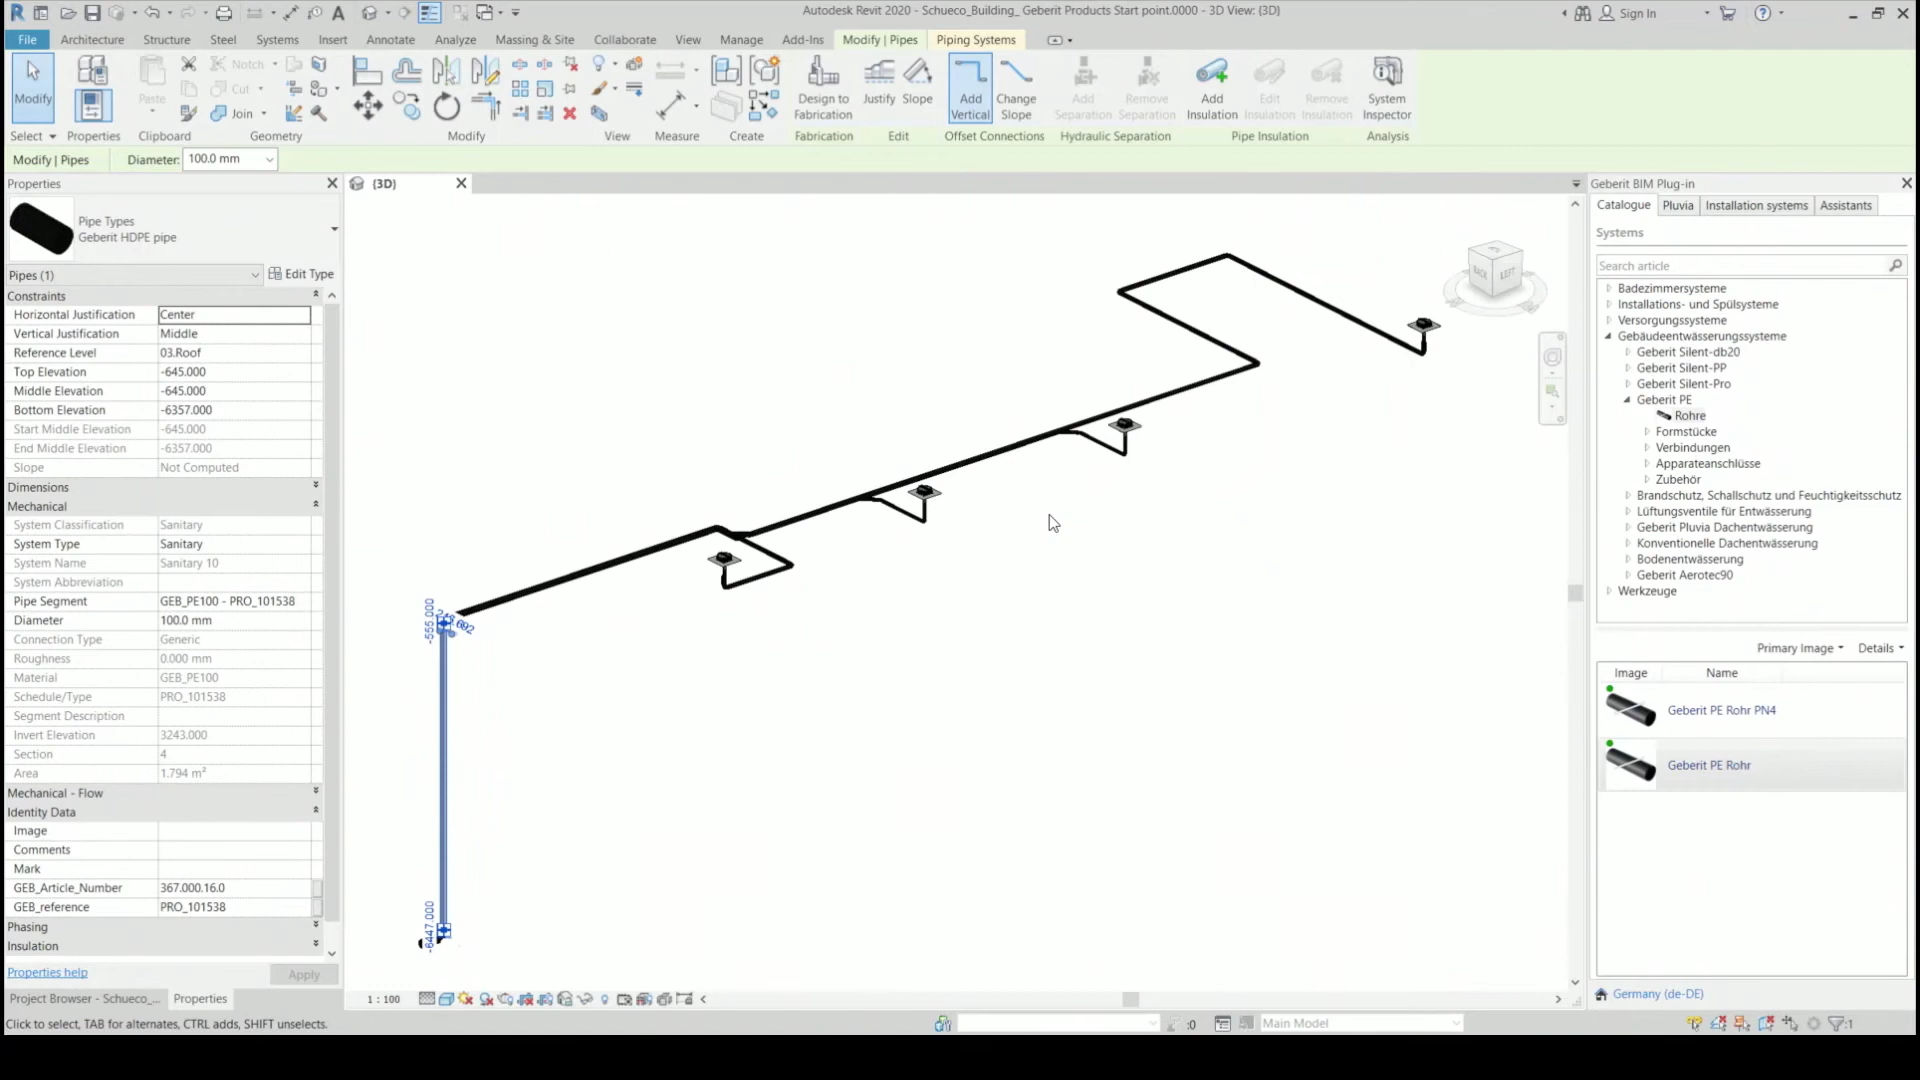 Autodesk Revit 2020 - Schueco_Building_ Geberit Products Start point.0000 - 3D View: {3D}
Sign In
File Architecture Structure Steel Systems Insert Annotate Analyze Massing & Site Collaborate View Manage Add-Ins Modify | Pipes Piping Systems
Modify
Paste
Notch
Cut
Join
Design to Fabrication
Justify
Slope
Add Vertical
Change Slope
Add Separation
Remove Separation
Add Insulation
Edit Insulation
Remove Insulation
System Inspector
Select Properties Clipboard Geometry Modify View Measure Create Fabrication Edit Offset Connections Hydraulic Separation Pipe Insulation Analysis
Modify | Pipes Diameter: 100.0 mm
Properties
Pipe Types
Geberit HDPE pipe
Pipes (1) Edit Type
Constraints
Horizontal Justification Center
Vertical Justification Middle
Reference Level 03.Roof
Top Elevation -645.000
Middle Elevation -645.000
Bottom Elevation -6357.000
Start Middle Elevation -645.000
End Middle Elevation -6357.000
Slope Not Computed
Dimensions
Mechanical
System Classification Sanitary
System Type Sanitary
System Name Sanitary 10
System Abbreviation
Pipe Segment GEB_PE100 - PRO_101538
Diameter 100.0 mm
Connection Type Generic
Roughness 0.000 mm
Material GEB_PE100
Schedule/Type PRO_101538
Segment Description
Invert Elevation 3243.000
Section 4
Area 1.794 m²
Mechanical - Flow
Identity Data
Image
Comments
Mark
GEB_Article_Number 367.000.16.0
GEB_reference PRO_101538
Phasing
Insulation
Properties help Apply
Project Browser - Schueco_... Properties
Click to select, TAB for alternates, CTRL adds, SHIFT unselects.
{3D}
BACK LEFT
-555.000
-6447.000
1 : 100
:0
Main Model
:1
Geberit BIM Plug-in
Catalogue Pluvia Installation systems Assistants
Systems
Search article
Badezimmersysteme
Installations- und Spülsysteme
Versorgungssysteme
Gebäudeentwässerungssysteme
Geberit Silent-db20
Geberit Silent-PP
Geberit Silent-Pro
Geberit PE
Rohre
Formstücke
Verbindungen
Apparateanschlüsse
Zubehör
Brandschutz, Schallschutz und Feuchtigkeitsschutz
Lüftungsventile für Entwässerung
Geberit Pluvia Dachentwässerung
Konventionelle Dachentwässerung
Bodenentwässerung
Geberit Aerotec90
Werkzeuge
Primary Image Details
Image Name
Geberit PE Rohr PN4
Geberit PE Rohr
Germany (de-DE)